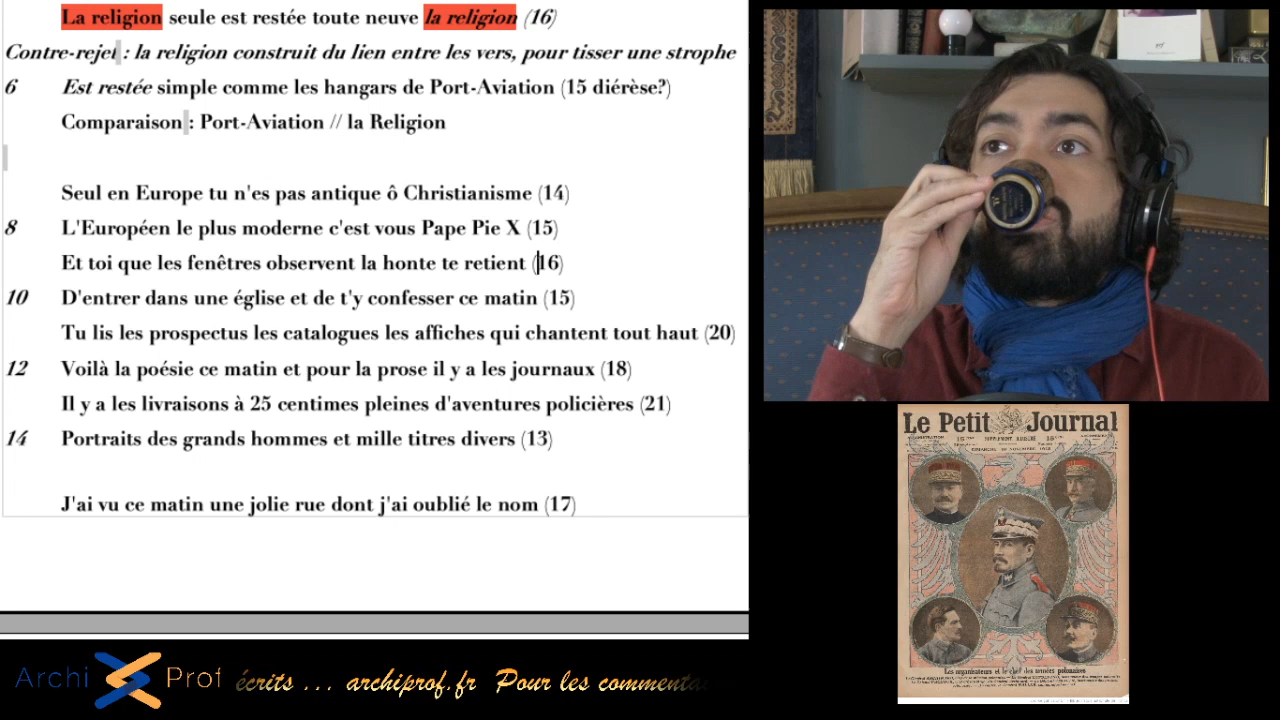 La religion seule est restée toute neuve la religion (16)
Contre-rejet : la religion construit du lien entre les vers, pour tisser une strophe
6 Est restée simple comme les hangars de Port-Aviation (15 diérèse?)
Comparaison : Port-Aviation // la Religion
Seul en Europe tu n'es pas antique ô Christianisme (14)
8 L'Européen le plus moderne c'est vous Pape Pie X (15)
Et toi que les fenêtres observent la honte te retient (16)
10 D'entrer dans une église et de t'y confesser ce matin (15)
Tu lis les prospectus les catalogues les affiches qui chantent tout haut (20)
12 Voilà la poésie ce matin et pour la prose il y a les journaux (18)
Il y a les livraisons à 25 centimes pleines d'aventures policières (21)
14 Portraits des grands hommes et mille titres divers (13)
J'ai vu ce matin une jolie rue dont j'ai oublié le nom (17)
Le Petit Journal
Les organisateurs et le chef des armées polonaises
Archi Prof
écrits ... archiprof.fr Pour les commenta